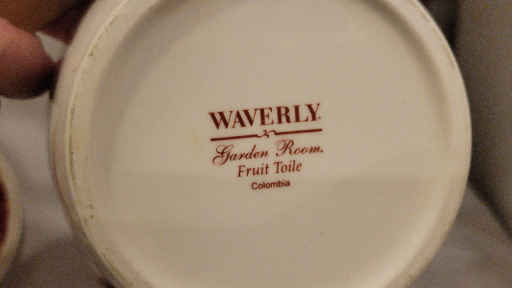 WAVERLY
Garden Room.
Fruit Toile
Colombia